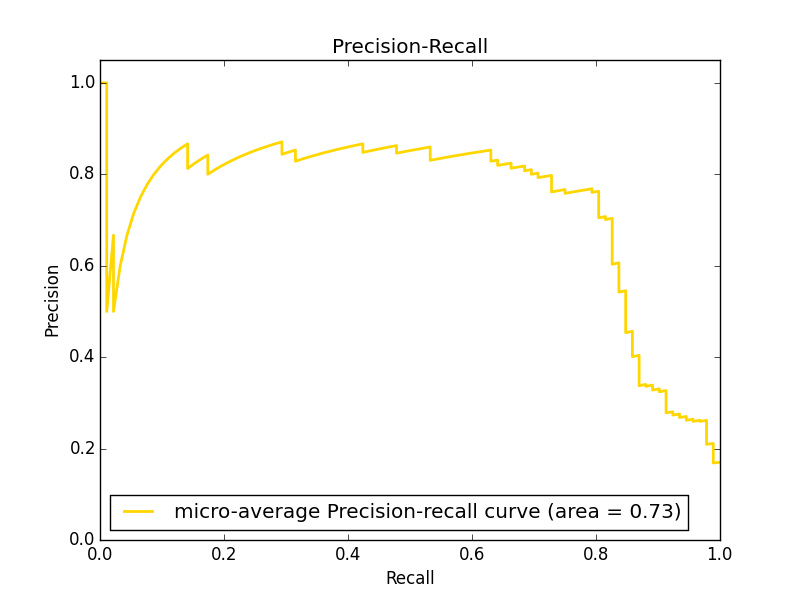 Precision-Recall
1.0
0.8
0.6
0.4
0.2
0.0
Precision
micro-average Precision-recall curve (area = 0.73)
0.0 0.2 0.4 0.6 0.8 1.0
Recall